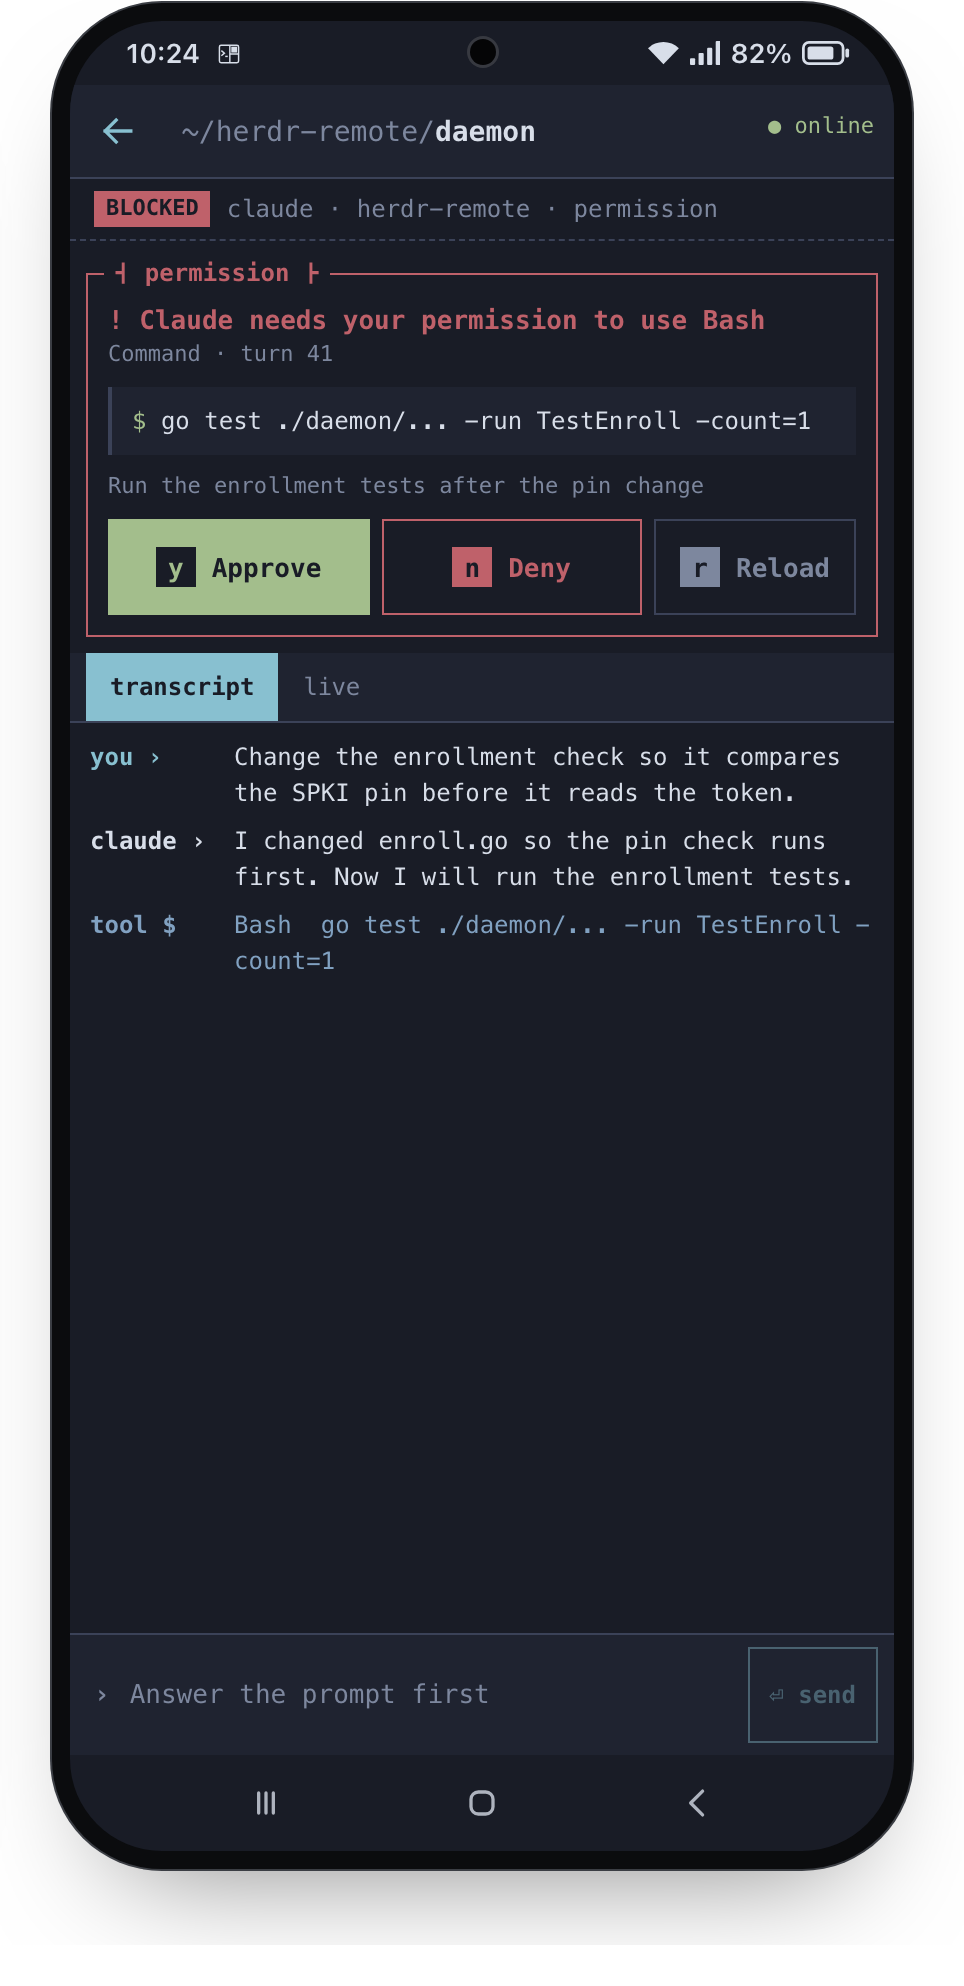 10:24
82%
~/herdr-remote/daemon
● online
BLOCKED claude · herdr-remote · permission
┤ permission ├
! Claude needs your permission to use Bash
Command · turn 41
$ go test ./daemon/... -run TestEnroll -count=1
Run the enrollment tests after the pin change
y Approve
n Deny
r Reload
transcript
live
you › Change the enrollment check so it compares
the SPKI pin before it reads the token.
claude › I changed enroll.go so the pin check runs
first. Now I will run the enrollment tests.
tool $ Bash  go test ./daemon/... -run TestEnroll -
count=1
› Answer the prompt first
⏎ send